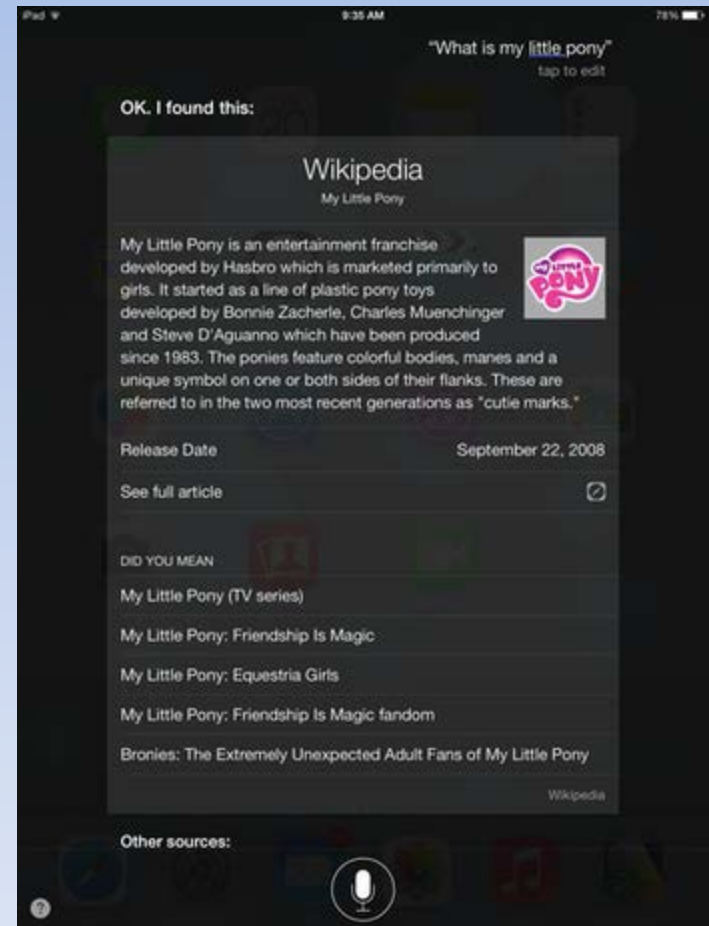 iPad 9:35 AM 78%
“What is my little pony”
tap to edit
OK. I found this:
Wikipedia
My Little Pony
My Little Pony is an entertainment franchise
developed by Hasbro which is marketed primarily to
girls. It started as a line of plastic pony toys
developed by Bonnie Zacherle, Charles Muenchinger
and Steve D'Aguanno which have been produced
since 1983. The ponies feature colorful bodies, manes and a
unique symbol on one or both sides of their flanks. These are
referred to in the two most recent generations as "cutie marks."
MY LITTLE
PONY
Release Date September 22, 2008
See full article
DID YOU MEAN
My Little Pony (TV series)
My Little Pony: Friendship Is Magic
My Little Pony: Equestria Girls
My Little Pony: Friendship Is Magic fandom
Bronies: The Extremely Unexpected Adult Fans of My Little Pony
Wikipedia
Other sources:
?